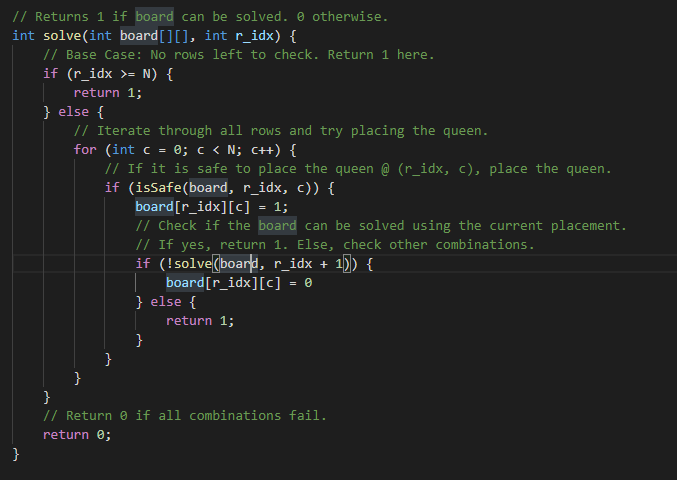 // Returns 1 if board can be solved. 0 otherwise.
int solve(int board[][], int r_idx) {
    // Base Case: No rows left to check. Return 1 here.
    if (r_idx >= N) {
        return 1;
    } else {
        // Iterate through all rows and try placing the queen.
        for (int c = 0; c < N; c++) {
            // If it is safe to place the queen @ (r_idx, c), place the queen.
            if (isSafe(board, r_idx, c)) {
                board[r_idx][c] = 1;
                // Check if the board can be solved using the current placement.
                // If yes, return 1. Else, check other combinations.
                if (!solve(board, r_idx + 1)) {
                    board[r_idx][c] = 0
                } else {
                    return 1;
                }
            }
        }
    }
    // Return 0 if all combinations fail.
    return 0;
}